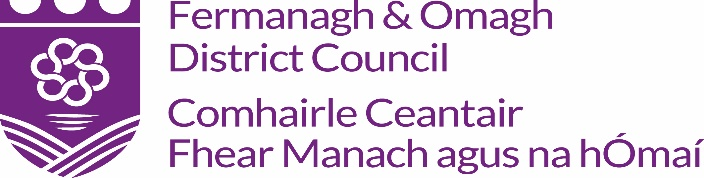 Fermanagh & Omagh
District Council
Comhairle Ceantair
Fhear Manach agus na hÓmaí